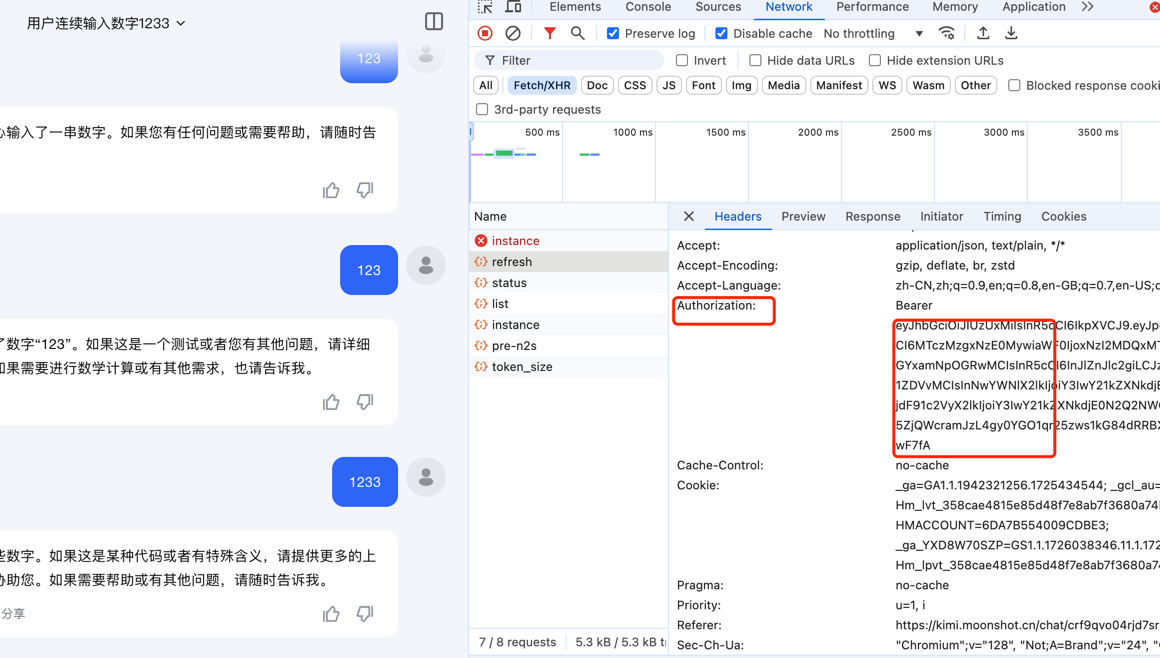 用户连续输入数字1233
123
输入了一串数字。如果您有任何问题或需要帮助，请随时告
123
数字“123”。如果这是一个测试或者您有其他问题，请详细
如果需要进行数学计算或有其他需求，也请告诉我。
1233
些数字。如果这是某种代码或者有特殊含义，请提供更多的上
助您。如果需要帮助或有其他问题，请随时告诉我。
分享
Elements Console Sources Network Performance Memory Application
Preserve log Disable cache No throttling
Filter Invert Hide data URLs Hide extension URLs
All Fetch/XHR Doc CSS JS Font Img Media Manifest WS Wasm Other Blocked response cooki
3rd-party requests
500 ms 1000 ms 1500 ms 2000 ms 2500 ms 3000 ms 3500 ms
Name
instance
refresh
status
list
instance
pre-n2s
token_size
7 / 8 requests 5.3 kB / 5.3 kB
Headers Preview Response Initiator Timing Cookies
Accept: application/json, text/plain, */*
Accept-Encoding: gzip, deflate, br, zstd
Accept-Language: zh-CN,zh;q=0.9,en;q=0.8,en-GB;q=0.7,en-US;
Authorization: Bearer
Cache-Control: no-cache
Cookie: _ga=GA1.1.1942321256.1725434544; _gcl_au=
Hm_lvt_358cae4815e85d48f7e8ab7f3680a74
HMACCOUNT=6DA7B554009CDBE3;
_ga_YXD8W70SZP=GS1.1.1726038346.11.1.172
Hm_lpvt_358cae4815e85d48f7e8ab7f3680a74
Pragma: no-cache
Priority: u=1, i
Referer: https://kimi.moonshot.cn/chat/crf9qvo04rjd7sr
Sec-Ch-Ua: "Chromium";v="128", "Not;A=Brand";v="24", "